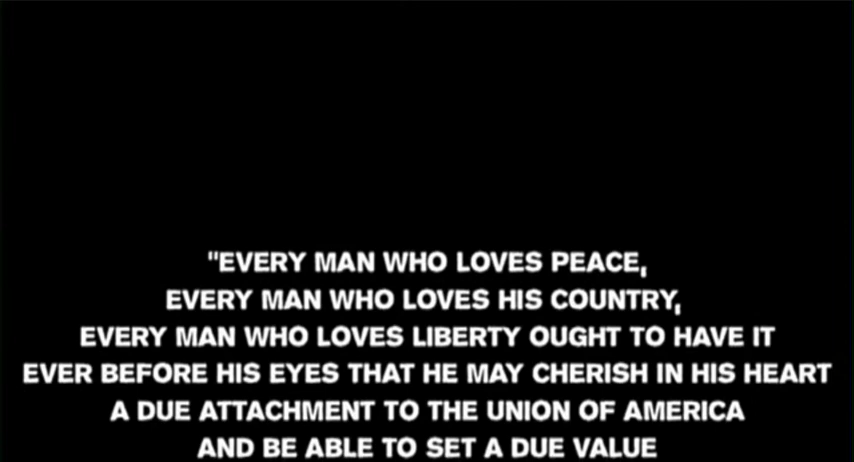 "EVERY MAN WHO LOVES PEACE,
EVERY MAN WHO LOVES HIS COUNTRY,
EVERY MAN WHO LOVES LIBERTY OUGHT TO HAVE IT
EVER BEFORE HIS EYES THAT HE MAY CHERISH IN HIS HEART
A DUE ATTACHMENT TO THE UNION OF AMERICA
AND BE ABLE TO SET A DUE VALUE